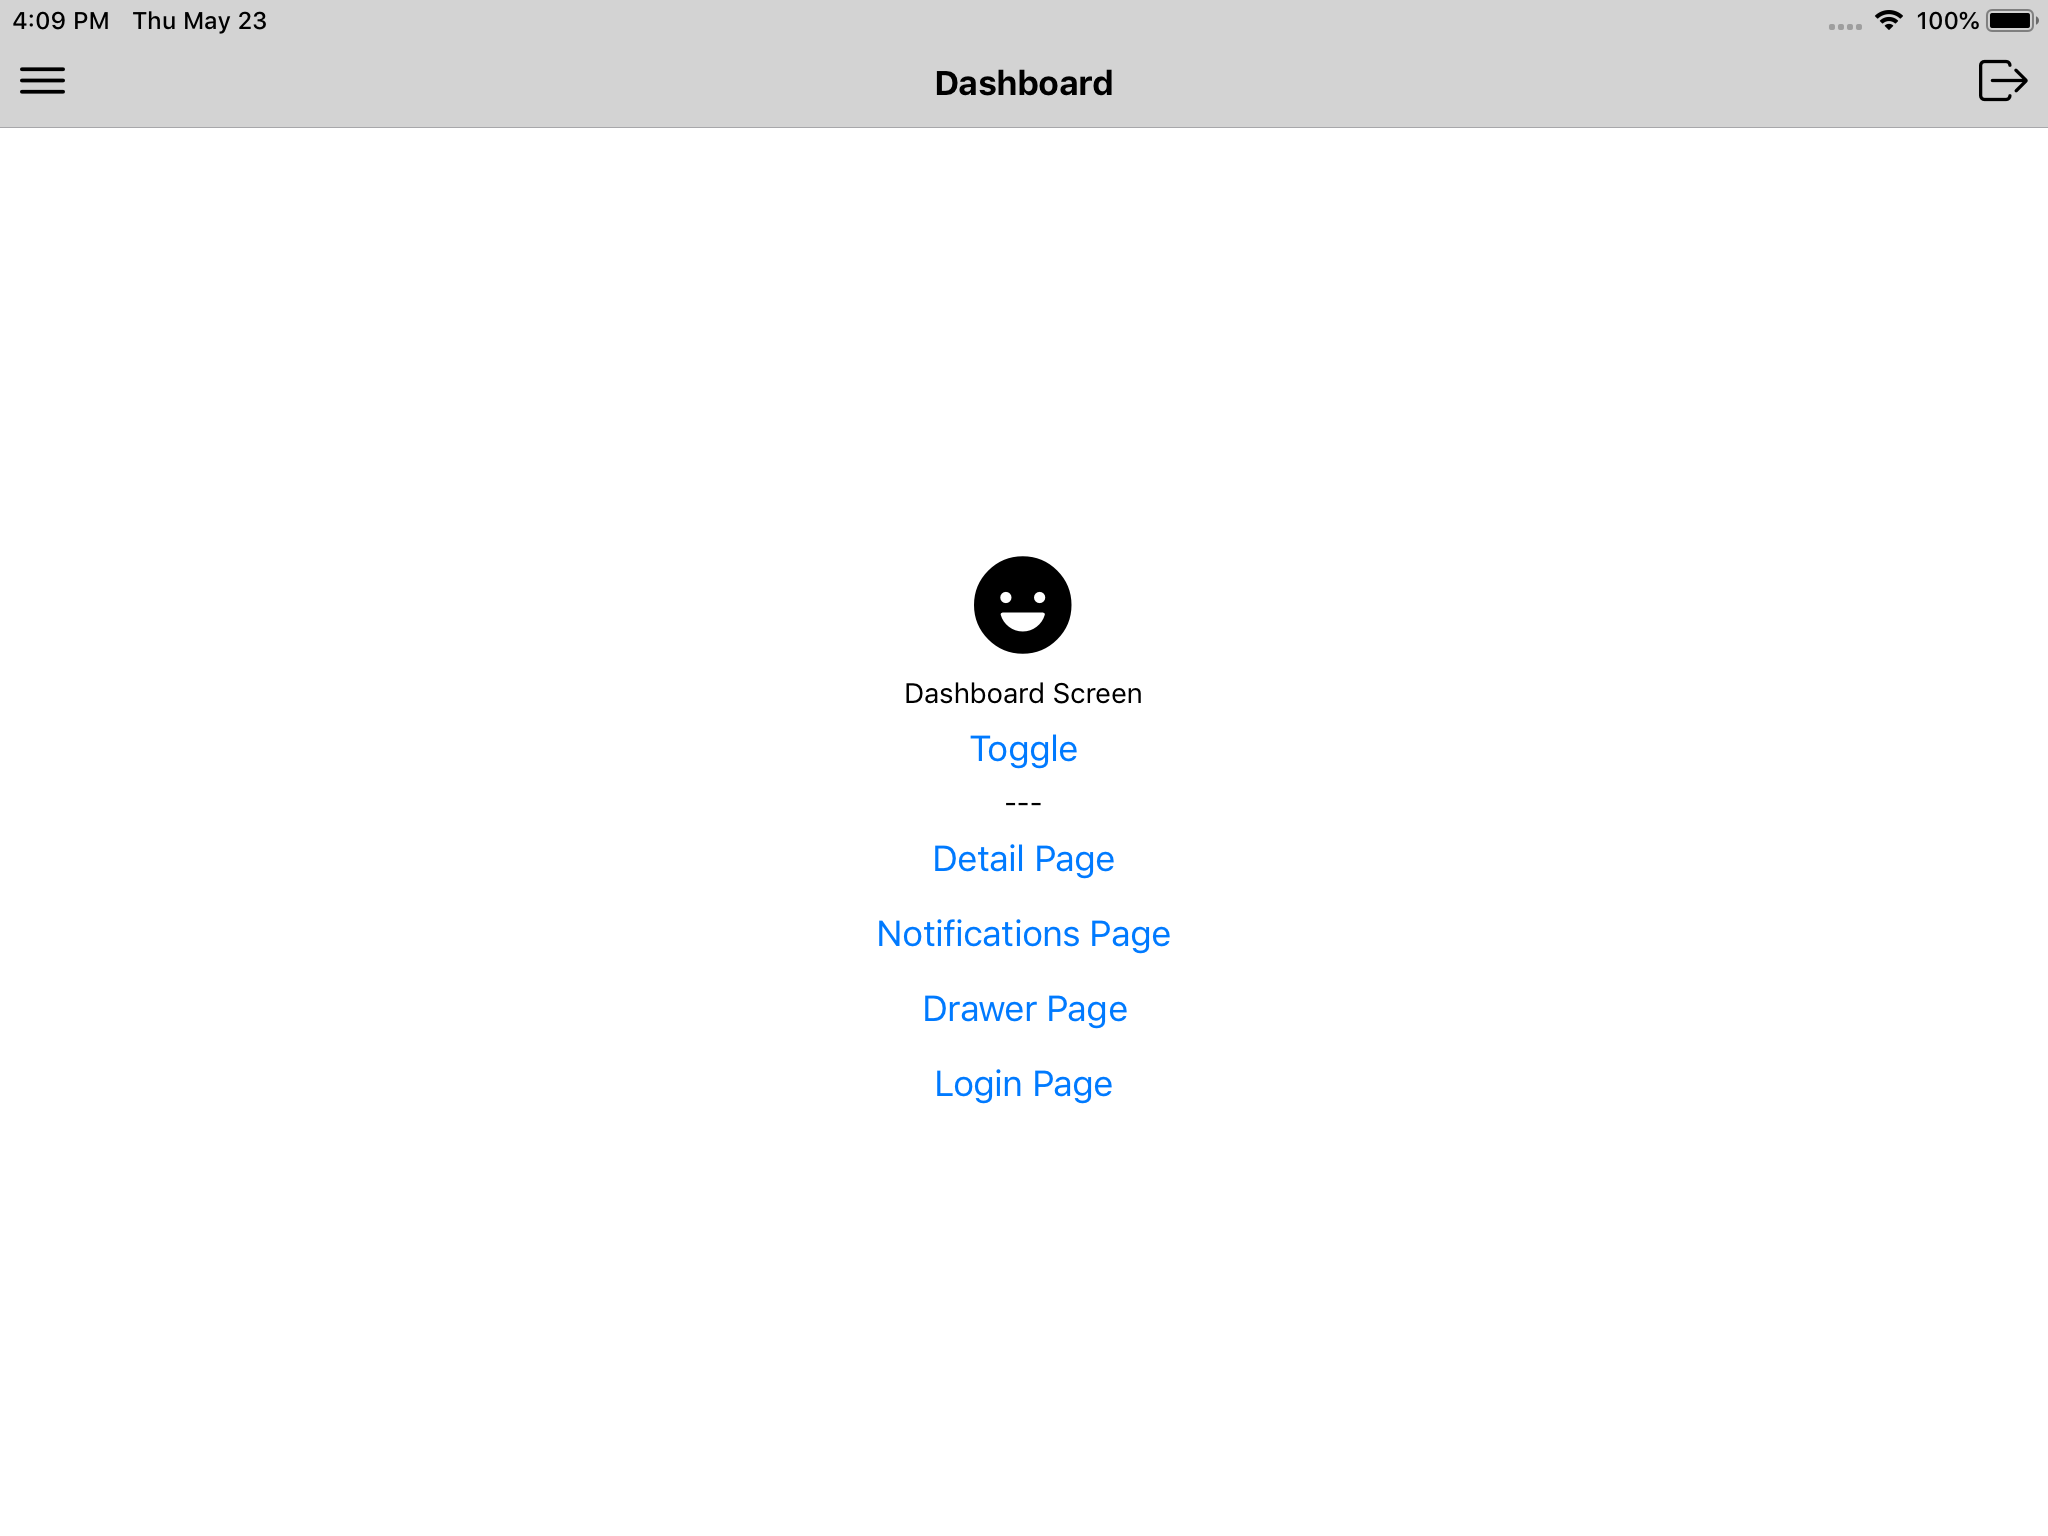 4:09 PM Thu May 23 100%
Dashboard
Dashboard Screen
Toggle
---
Detail Page
Notifications Page
Drawer Page
Login Page